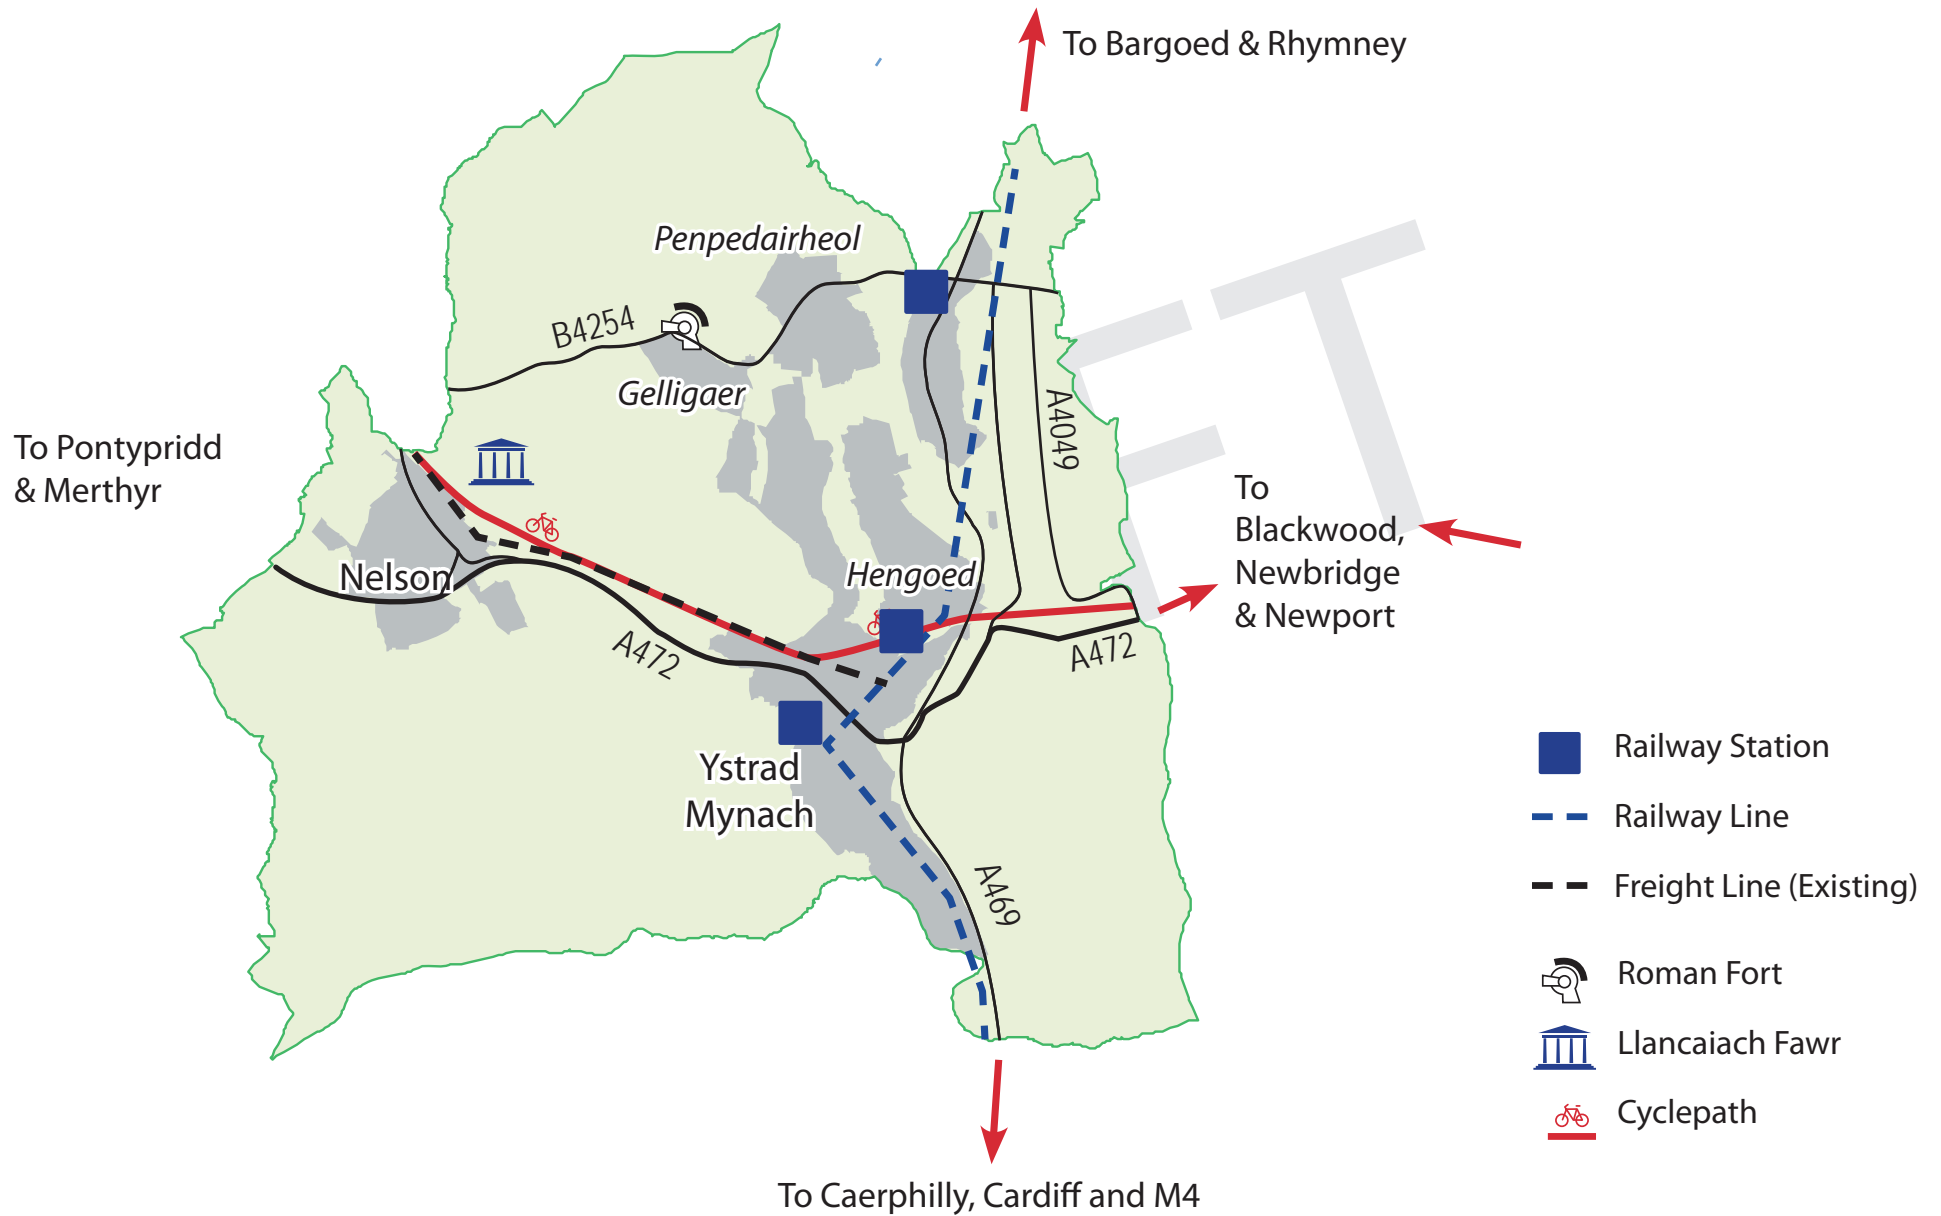 To Bargoed & Rhymney
Penpedairheol
B4254
Gelligaer
A4049
To Pontypridd
& Merthyr
To
Blackwood,
Newbridge
& Newport
Nelson
Hengoed
A472
A472
Ystrad
Mynach
A469
To Caerphilly, Cardiff and M4
Railway Station
Railway Line
Freight Line (Existing)
Roman Fort
Llancaiach Fawr
Cyclepath